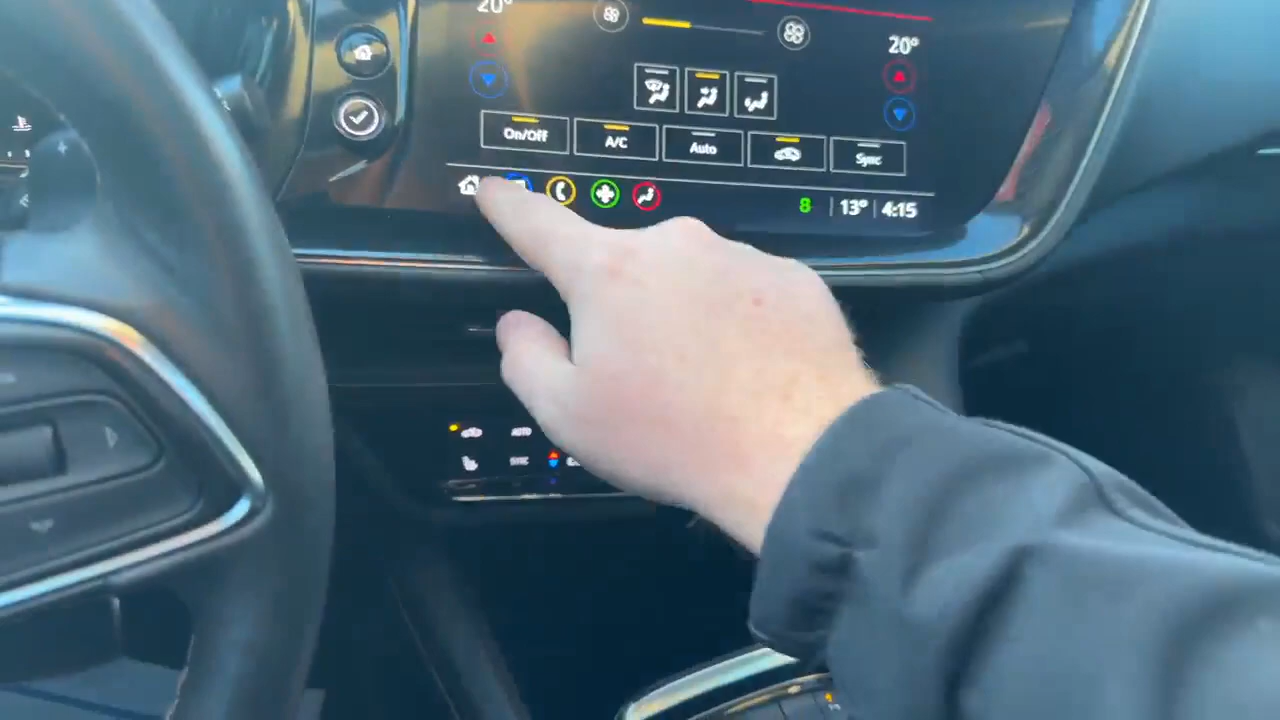 20°
20°
On/Off
A/C
Auto
Sync
8
13°
4:15
AUTO
SYNC